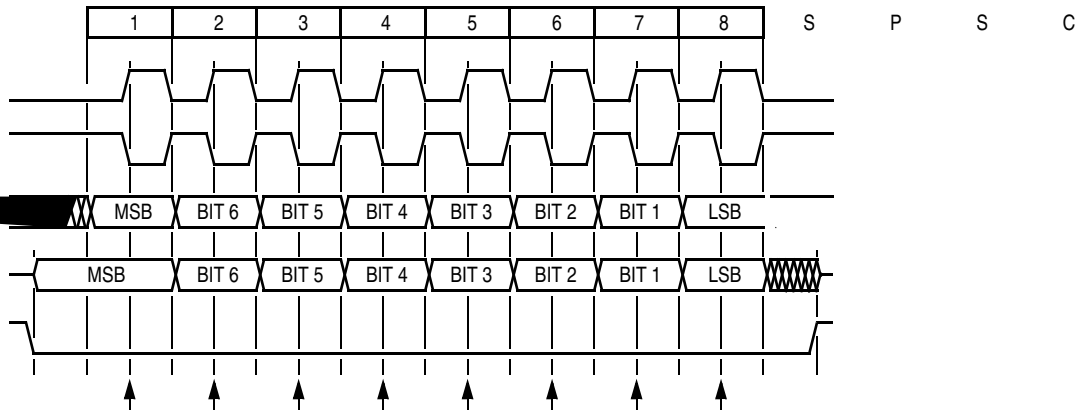 1 2 3 4 5 6 7 8 S P S C
MSB BIT 6 BIT 5 BIT 4 BIT 3 BIT 2 BIT 1 LSB
MSB BIT 6 BIT 5 BIT 4 BIT 3 BIT 2 BIT 1 LSB